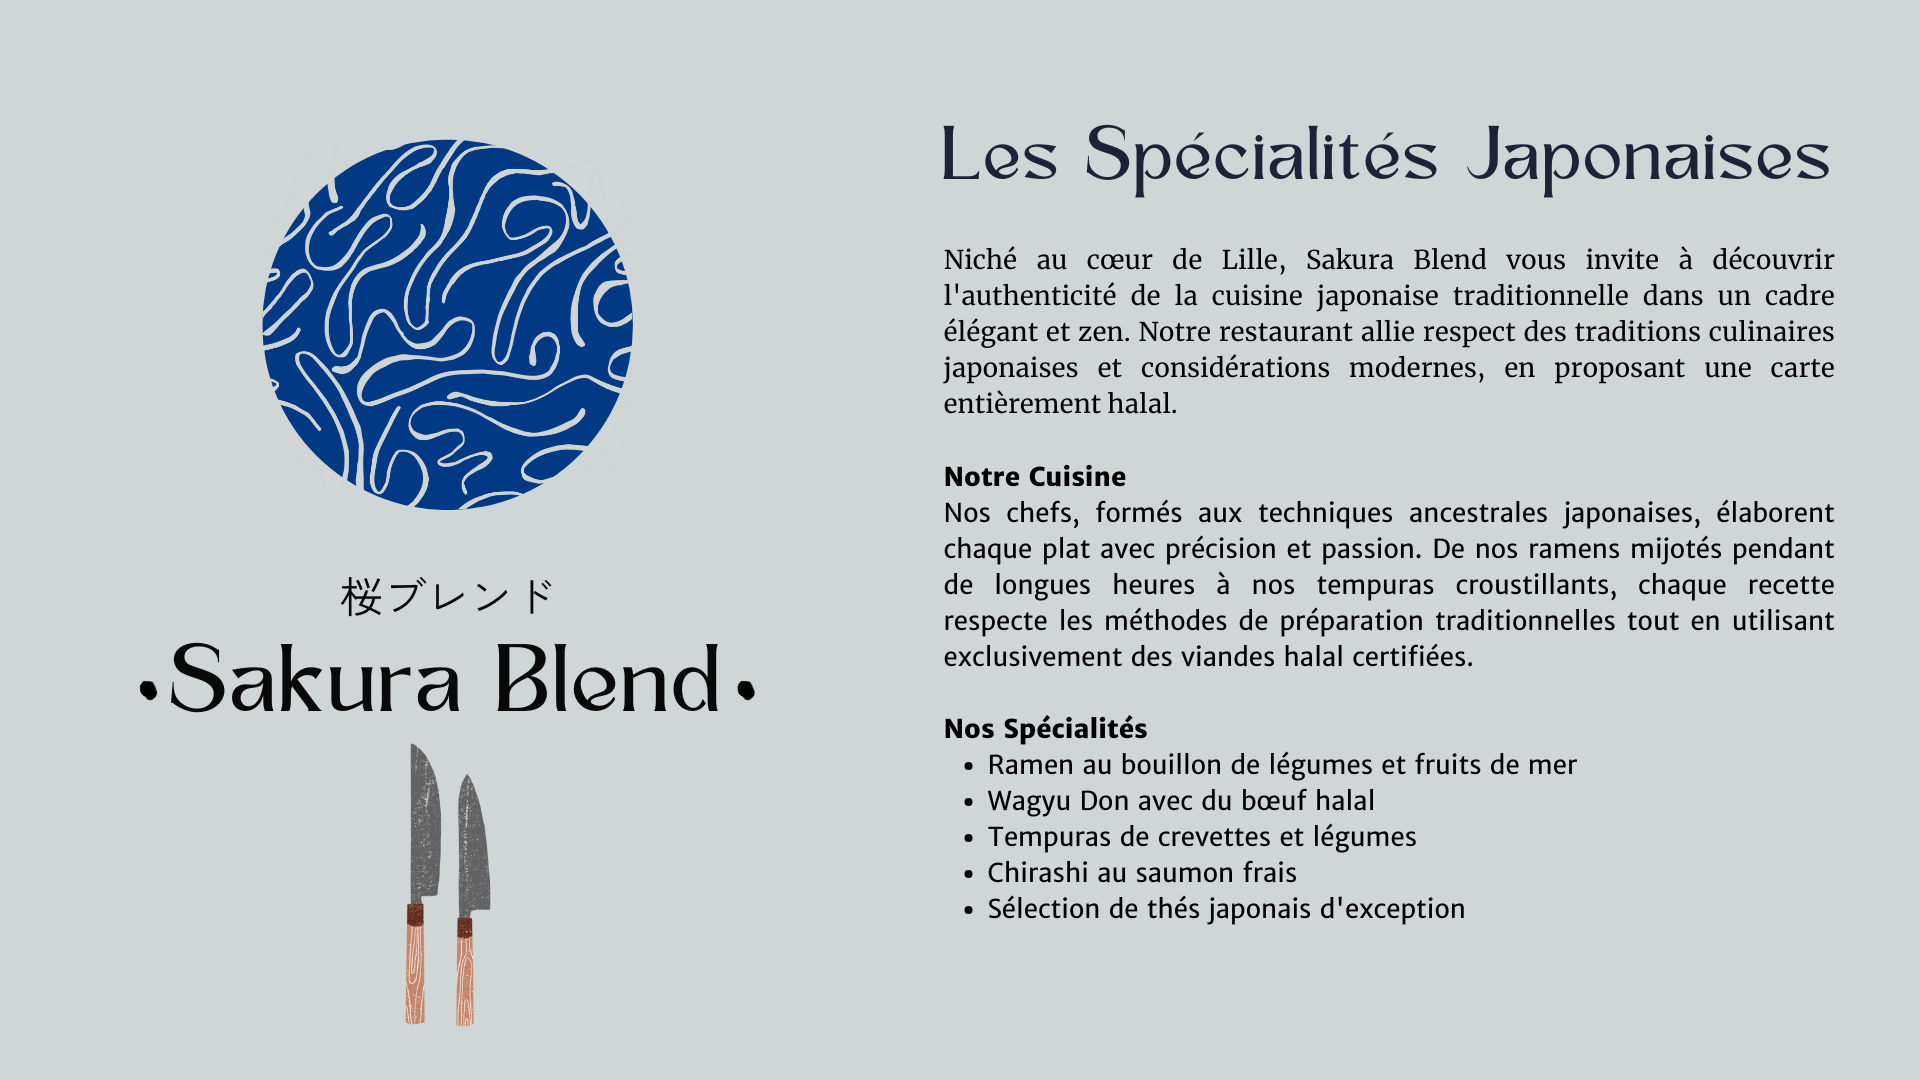 桜ブレンド
Sakura Blend
Les Spécialités Japonaises
Niché au cœur de Lille, Sakura Blend vous invite à découvrir
l'authenticité de la cuisine japonaise traditionnelle dans un cadre
élégant et zen. Notre restaurant allie respect des traditions culinaires
japonaises et considérations modernes, en proposant une carte
entièrement halal.
Notre Cuisine
Nos chefs, formés aux techniques ancestrales japonaises, élaborent
chaque plat avec précision et passion. De nos ramens mijotés pendant
de longues heures à nos tempuras croustillants, chaque recette
respecte les méthodes de préparation traditionnelles tout en utilisant
exclusivement des viandes halal certifiées.
Nos Spécialités
• Ramen au bouillon de légumes et fruits de mer
• Wagyu Don avec du bœuf halal
• Tempuras de crevettes et légumes
• Chirashi au saumon frais
• Sélection de thés japonais d'exception